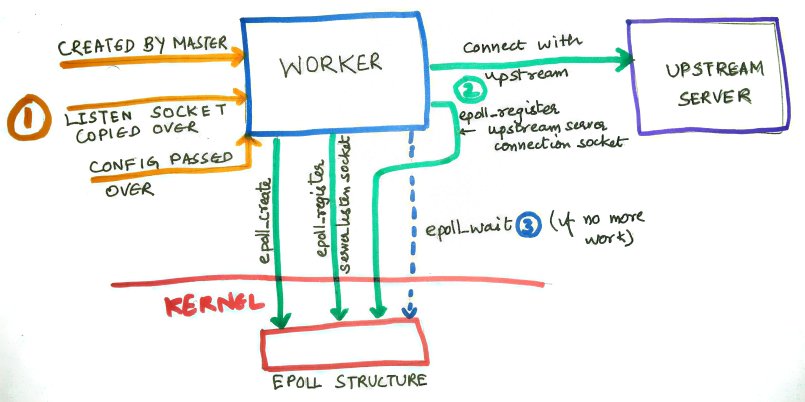 CREATED BY MASTER
WORKER
Connect with
upstream
UPSTREAM
SERVER
1
LISTEN SOCKET
COPIED OVER
2
epoll_register
← upstream server
connection socket
CONFIG PASSED
OVER
epoll_create
epoll_register
server listen socket
epoll_wait 3 (if no more
work)
KERNEL
EPOLL STRUCTURE